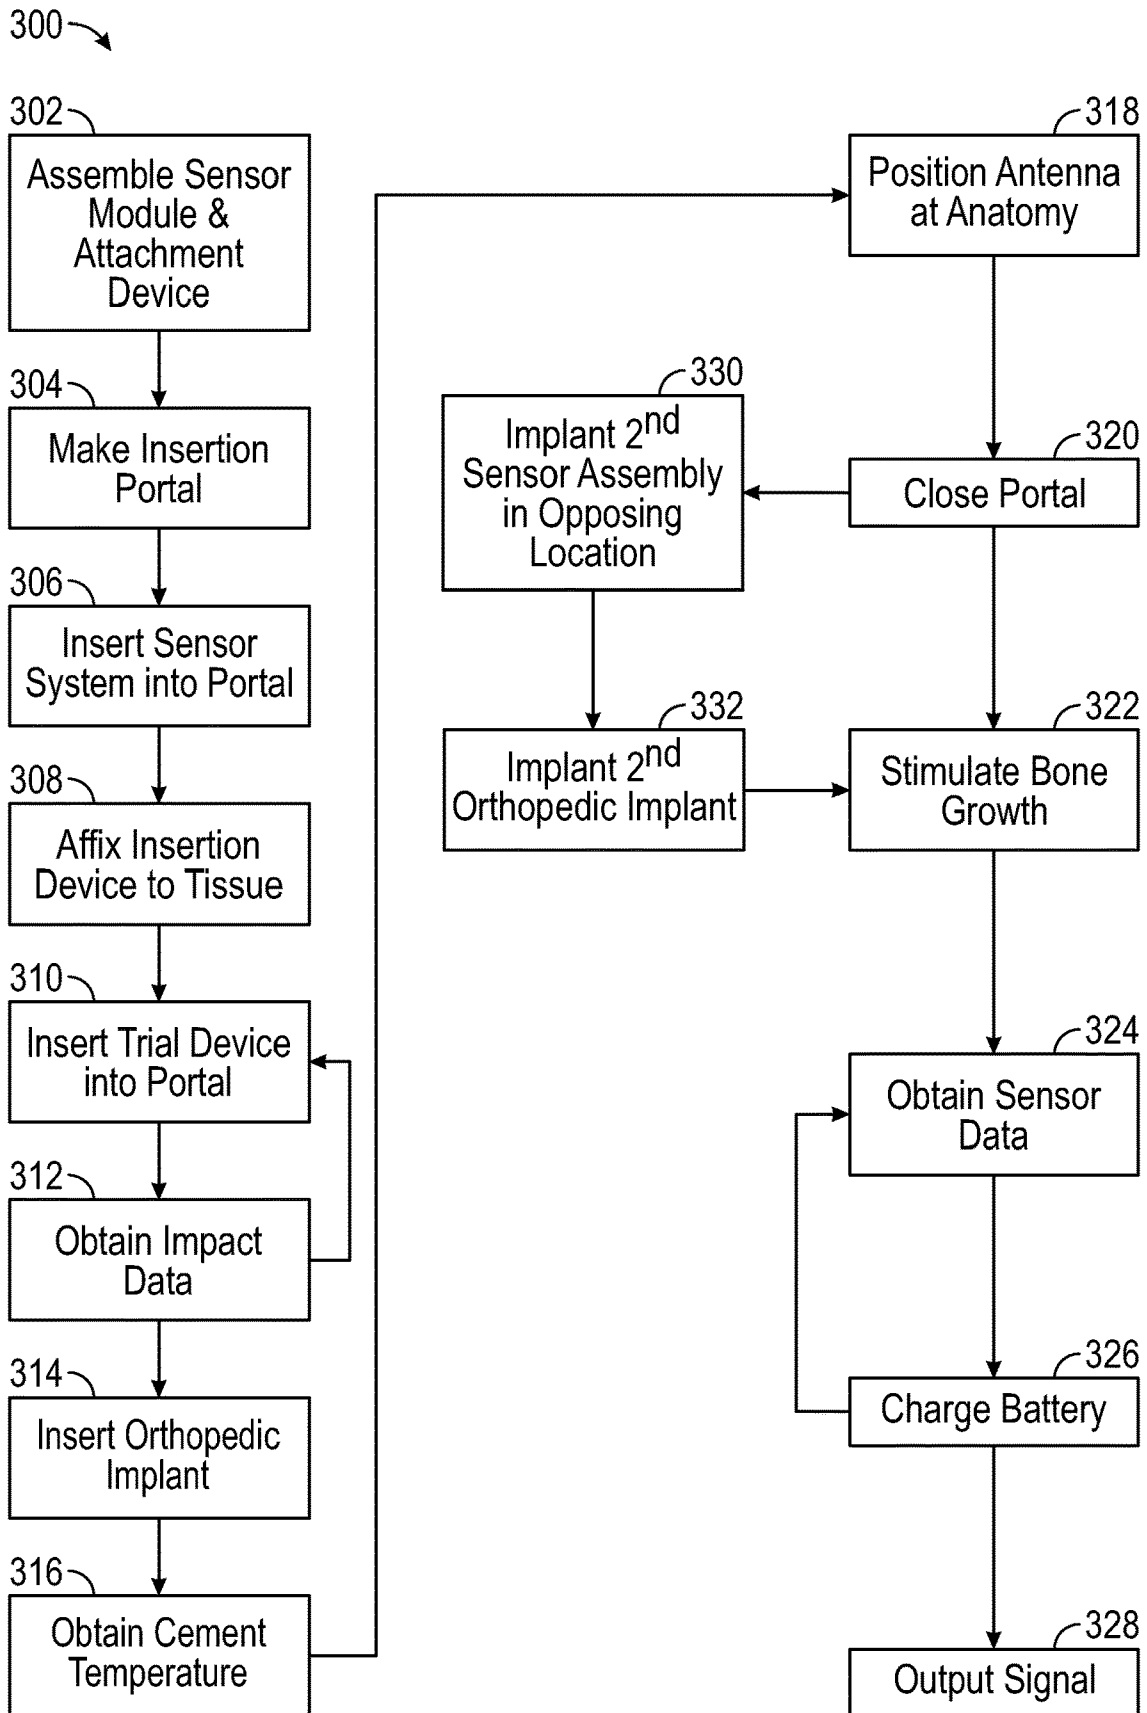 300
302
Assemble Sensor
Module &
Attachment
Device
304
Make Insertion
Portal
306
Insert Sensor
System into Portal
308
Affix Insertion
Device to Tissue
310
Insert Trial Device
into Portal
312
Obtain Impact
Data
314
Insert Orthopedic
Implant
316
Obtain Cement
Temperature
318
Position Antenna
at Anatomy
320
Close Portal
330
Implant 2nd
Sensor Assembly
in Opposing
Location
332
Implant 2nd
Orthopedic Implant
322
Stimulate Bone
Growth
324
Obtain Sensor
Data
326
Charge Battery
328
Output Signal